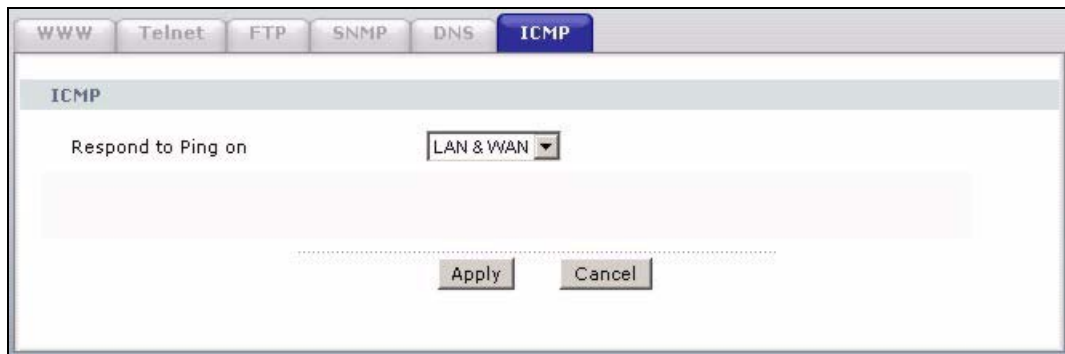 WWW Telnet FTP SNMP DNS ICMP
ICMP
Respond to Ping on LAN & WAN
Apply Cancel